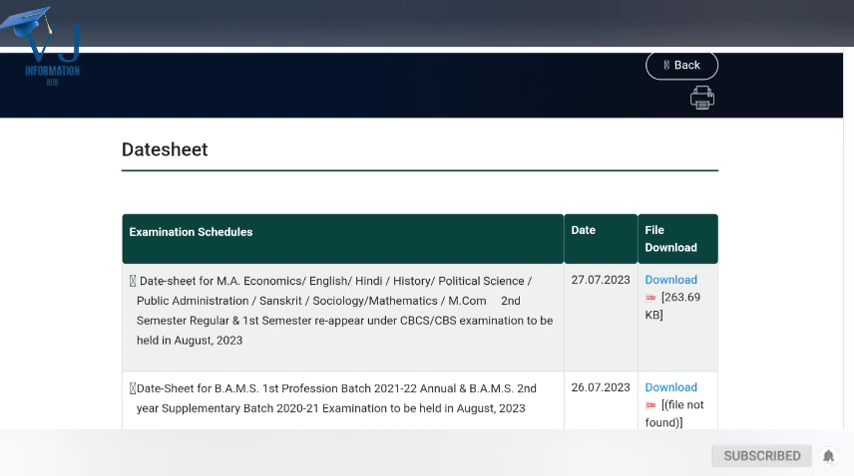 VJ
INFORMATION
HUB
Back
Datesheet
Examination Schedules
Date
File
Download
Date-sheet for M.A. Economics/ English/ Hindi / History/ Political Science /
Public Administration / Sanskrit / Sociology/Mathematics / M.Com 2nd
Semester Regular & 1st Semester re-appear under CBCS/CBS examination to be
held in August, 2023
27.07.2023
Download
[263.69
KB]
Date-Sheet for B.A.M.S. 1st Profession Batch 2021-22 Annual & B.A.M.S. 2nd
year Supplementary Batch 2020-21 Examination to be held in August, 2023
26.07.2023
Download
[(file not
found)]
SUBSCRIBED